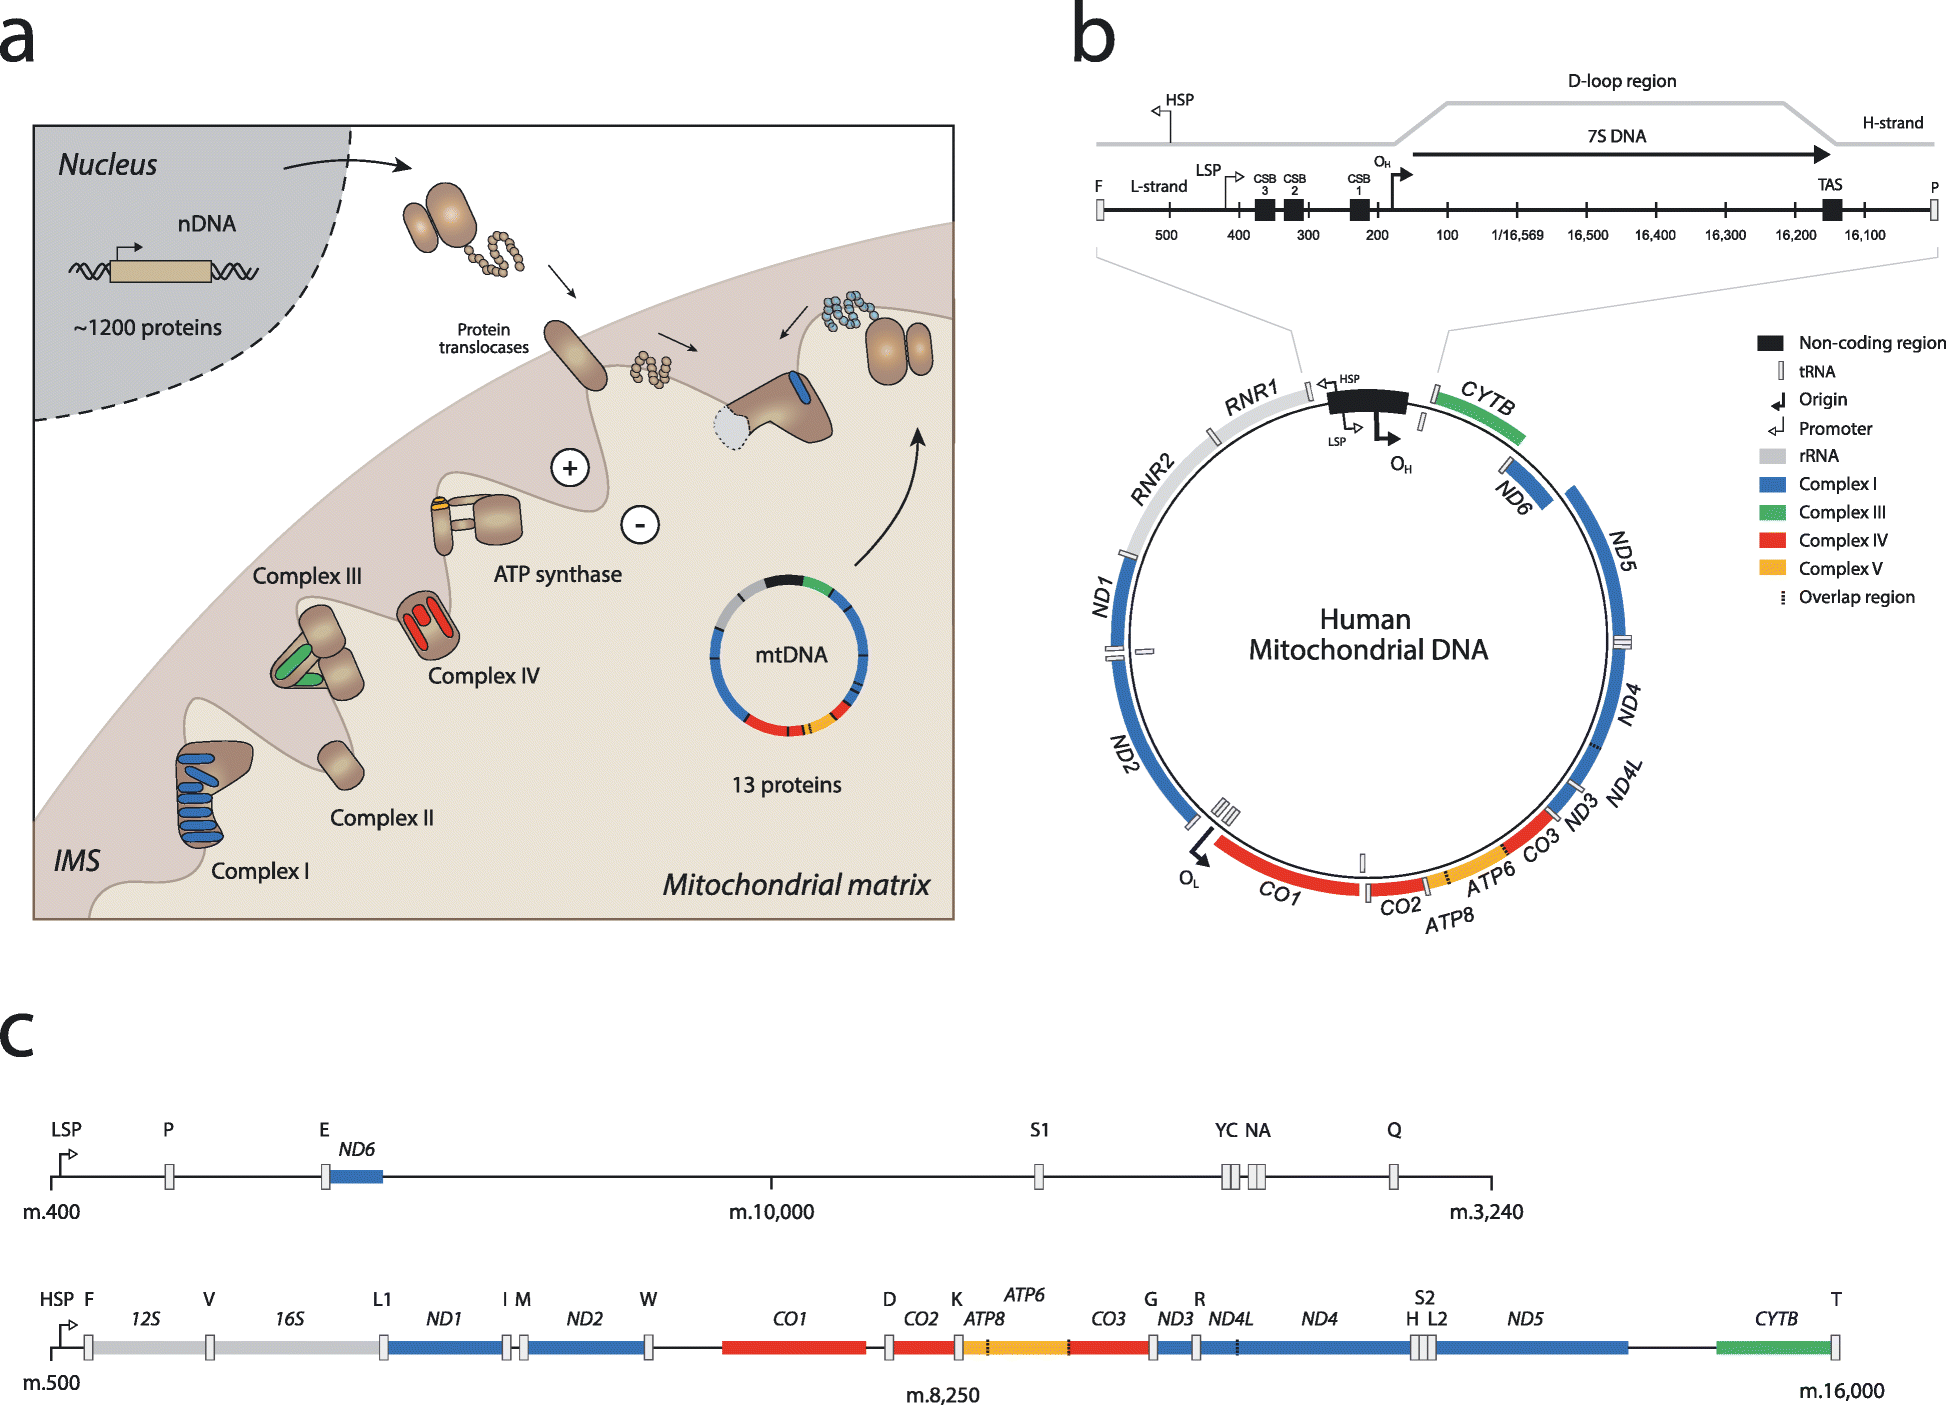 a
Nucleus
nDNA
~1200 proteins
Protein
translocases
+
-
ATP synthase
Complex III
Complex IV
Complex II
Complex I
mtDNA
13 proteins
IMS
Mitochondrial matrix
b
D-loop region
HSP
7S DNA
H-strand
F
L-strand
LSP
CSB
3
CSB
2
CSB
1
OH
TAS
P
500
400
300
200
100
1/16,569
16,500
16,400
16,300
16,200
16,100
Non-coding region
tRNA
Origin
Promoter
rRNA
Complex I
Complex III
Complex IV
Complex V
Overlap region
HSP
LSP
OH
RNR1
CYTB
RNR2
ND6
ND5
ND1
Human
Mitochondrial DNA
ND4
ND2
ND4L
ND3
CO3
OL
CO1
CO2
ATP6
ATP8
c
LSP
P
E
ND6
S1
YC
NA
Q
m.400
m.10,000
m.3,240
HSP
F
12S
V
16S
L1
ND1
I
M
ND2
W
CO1
D
CO2
K
ATP8
ATP6
CO3
G
ND3
R
ND4L
ND4
H
S2
L2
ND5
CYTB
T
m.500
m.8,250
m.16,000